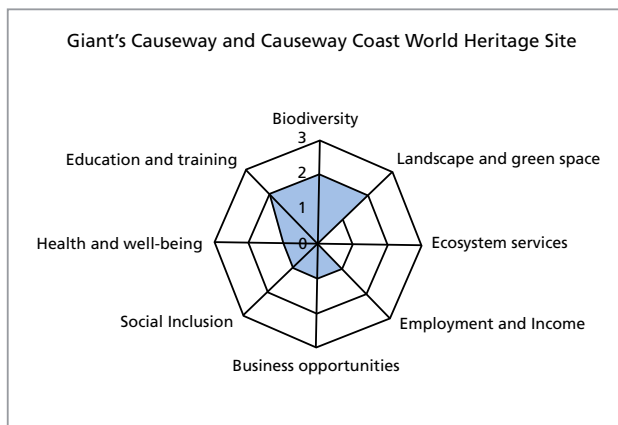 Giant’s Causeway and Causeway Coast World Heritage Site
Biodiversity
3
Education and training
Landscape and green space
2
1
Health and well-being
0
Ecosystem services
Social Inclusion
Employment and Income
Business opportunities